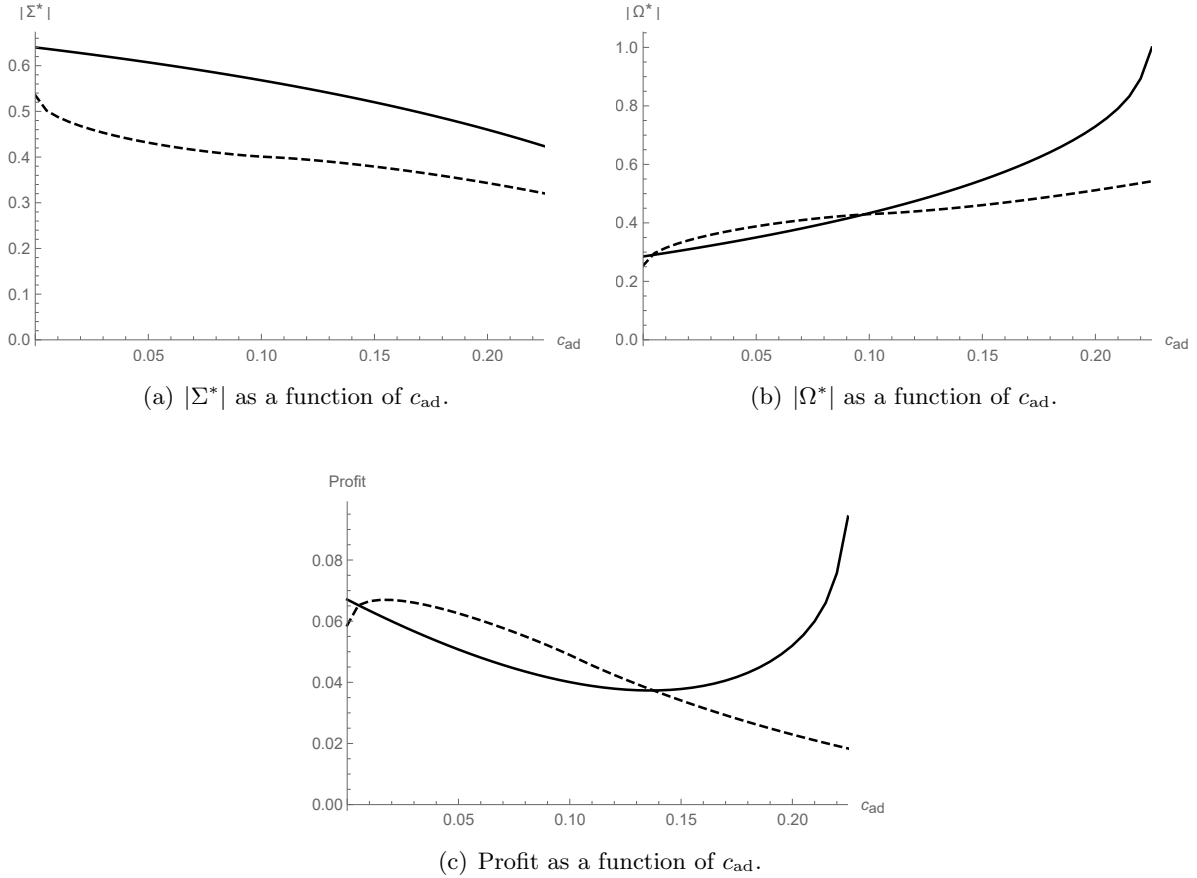 | Σ* |
0.6
0.5
0.4
0.3
0.2
0.1
0.0
0.05 0.10 0.15 0.20
c_ad
(a) |Σ*| as a function of c_ad.
| Ω* |
1.0
0.8
0.6
0.4
0.2
0.0
0.05 0.10 0.15 0.20
c_ad
(b) |Ω*| as a function of c_ad.
Profit
0.08
0.06
0.04
0.02
0.00
0.05 0.10 0.15 0.20
c_ad
(c) Profit as a function of c_ad.